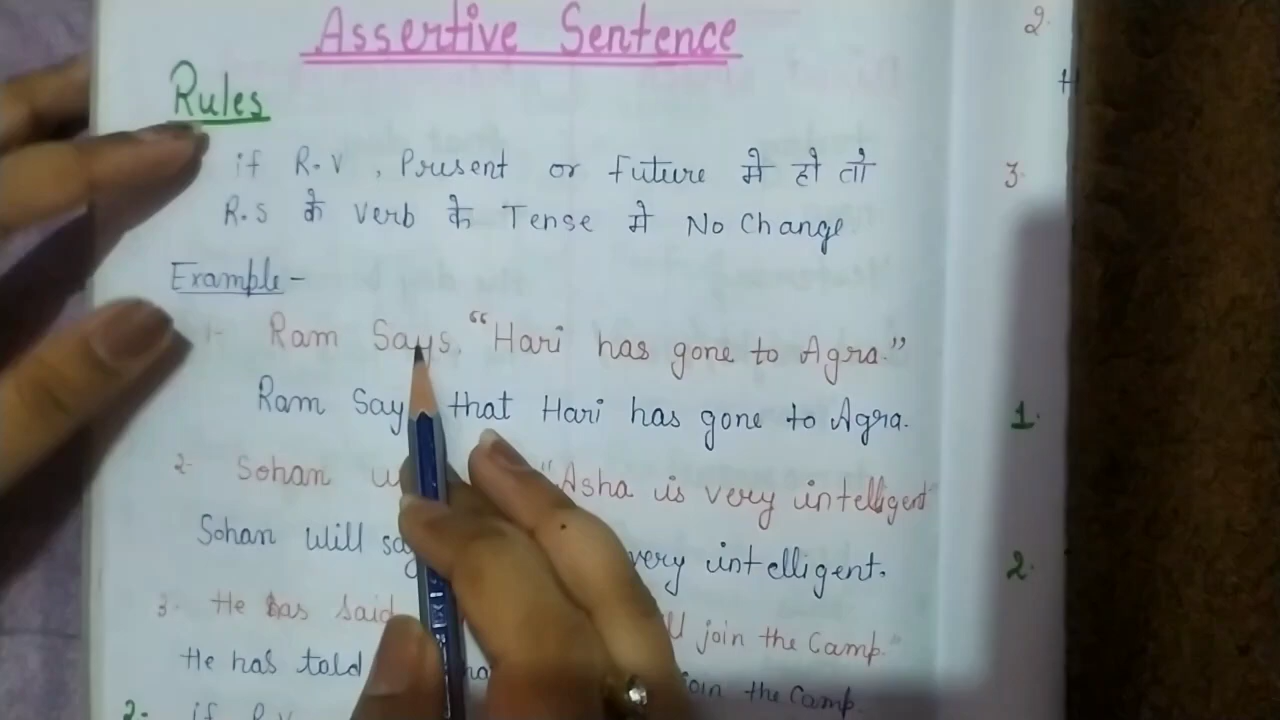 Assertive Sentence
Rules
if R.V , Present or Future मे हो तो
R.S के Verb के Tense मे No Change
Example -
1- Ram Says, “Hari has gone to Agra.”
Ram Say that Hari has gone to Agra.
2- Sohan “Asha is very intelligent
Sohan will very intelligent.
3. He has said join the Camp.”
He has told join the Camp.
2- if R.V
2.
H
3.
1.
2.